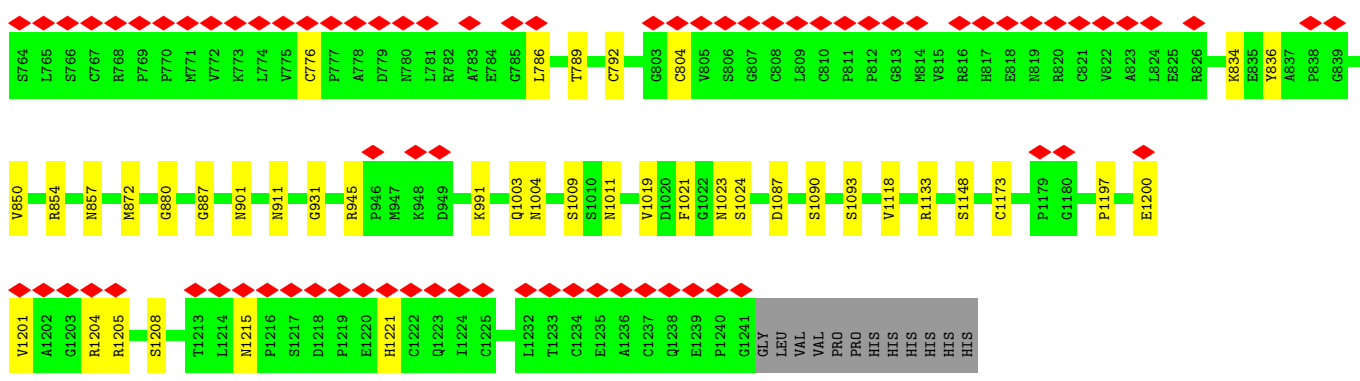 S764 L765 S766 C767 R768 P769 P770 M771 V772 K773 L774 V775 C776 P777 A778 D779 N780 L781 R782 A783 E784 G785 L786 T789 C792 G803 C804 V805 S806 G807 C808 L809 C810 P811 P812 G813 M814 V815 R816 H817 E818 N819 R820 C821 V822 A823 L824 E825 R826 K834 E835 Y836 A837 P838 G839
V850 R854 N857 M872 G880 G887 N901 N911 G931 R945 P946 M947 K948 D949 K991 Q1003 N1004 S1009 S1010 N1011 V1019 D1020 F1021 G1022 N1023 S1024 D1087 S1090 S1093 V1118 R1133 S1148 C1173 P1179 G1180 P1197 E1200
V1201 A1202 G1203 R1204 R1205 S1208 T1213 L1214 N1215 P1216 S1217 D1218 P1219 E1220 H1221 C1222 Q1223 I1224 C1225 L1232 T1233 C1234 E1235 A1236 C1237 Q1238 E1239 P1240 G1241 GLY LEU VAL VAL PRO PRO HIS HIS HIS HIS HIS HIS